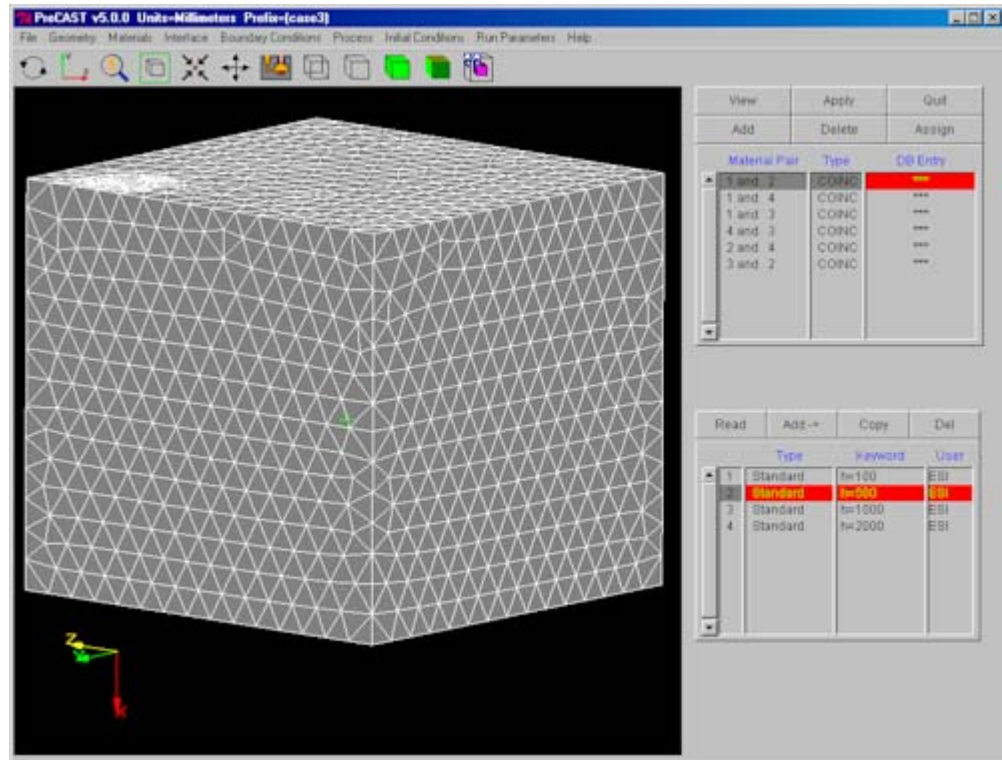 PreCAST v5.0.0 Units=Millimeters Prefix=(case3)
File Geometry Materials Interface Boundary Conditions Process Initial Conditions Run Parameters Help
View Apply Quit
Add Delete Assign
Material Pair Type DB Entry
1 and 2 COINC ***
1 and 4 COINC ***
1 and 3 COINC ***
4 and 3 COINC ***
2 and 4 COINC ***
3 and 2 COINC ***
Read Add-> Copy Del
Type Keyword User
1 Standard h=100 ESI
2 Standard h=500 ESI
3 Standard h=1000 ESI
4 Standard h=2000 ESI
Z
X